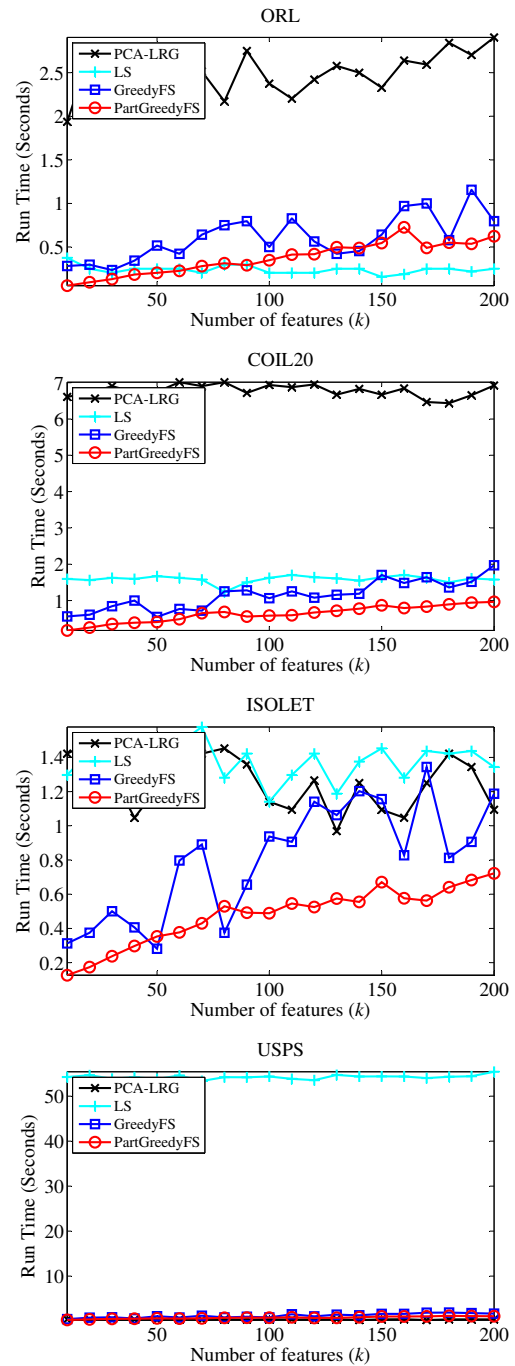 ORL
2.5
2
1.5
1
0.5
Run Time (Seconds)
PCA-LRG
LS
GreedyFS
PartGreedyFS
50 100 150 200
Number of features (k)
COIL20
7
6
5
4
3
2
1
Run Time (Seconds)
PCA-LRG
LS
GreedyFS
PartGreedyFS
50 100 150 200
Number of features (k)
ISOLET
1.4
1.2
1
0.8
0.6
0.4
0.2
Run Time (Seconds)
PCA-LRG
LS
GreedyFS
PartGreedyFS
50 100 150 200
Number of features (k)
USPS
50
40
30
20
10
Run Time (Seconds)
PCA-LRG
LS
GreedyFS
PartGreedyFS
50 100 150 200
Number of features (k)